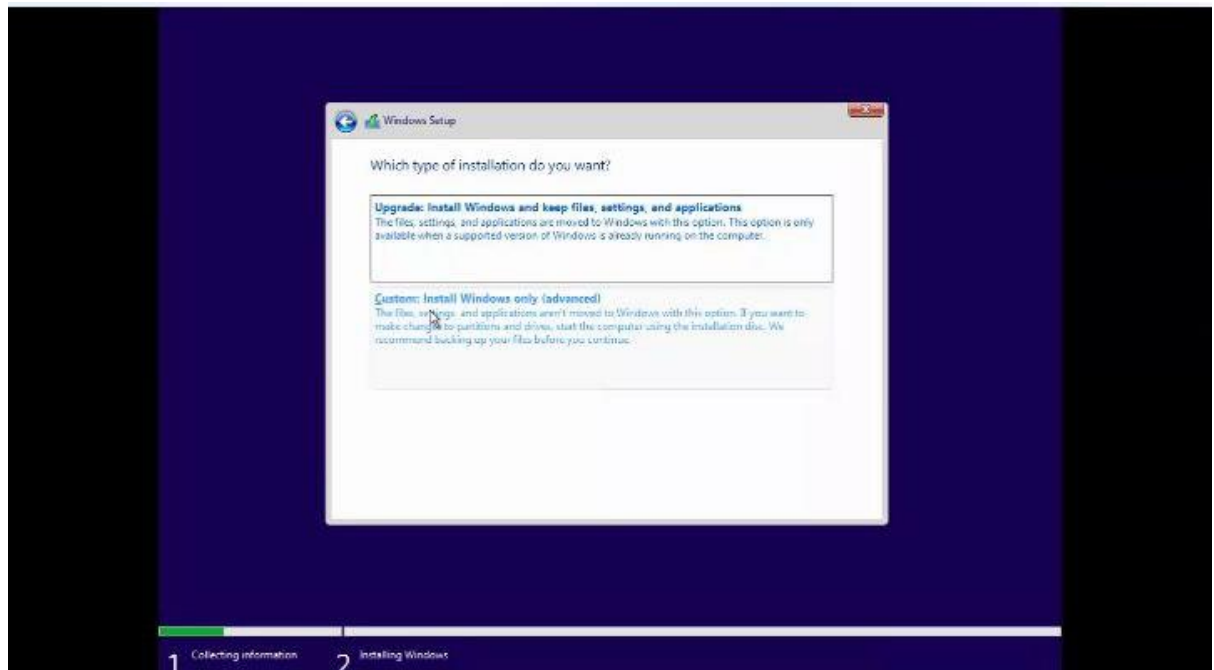 Windows Setup
Which type of installation do you want?
Upgrade: Install Windows and keep files, settings, and applications
The files, settings, and applications are moved to Windows with this option. This option is only
available when a supported version of Windows is already running on the computer.
Custom: Install Windows only (advanced)
The files, settings, and applications aren't moved to Windows with this option. If you want to
make changes to partitions and drives, start the computer using the installation disc. We
recommend backing up your files before you continue.
1 Collecting information 2 Installing Windows